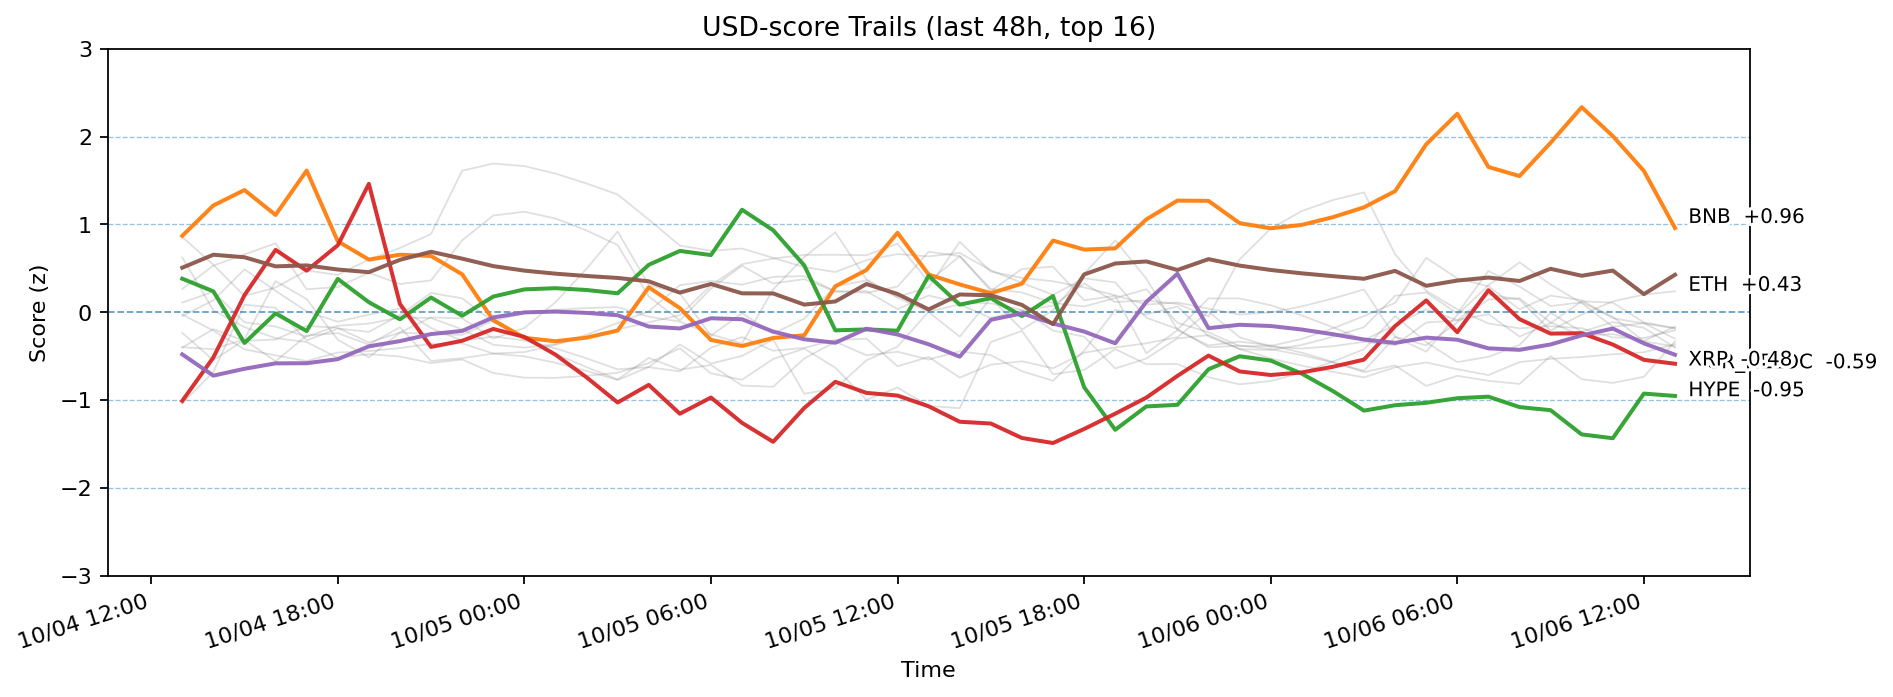 USD-score Trails (last 48h, top 16)
Score (z)
3
2
1
0
−1
−2
−3
BNB +0.96
ETH +0.43
XRP -0.48
-0.59
HYPE -0.95
10/04 12:00
10/04 18:00
10/05 00:00
10/05 06:00
10/05 12:00
10/05 18:00
10/06 00:00
10/06 06:00
10/06 12:00
Time